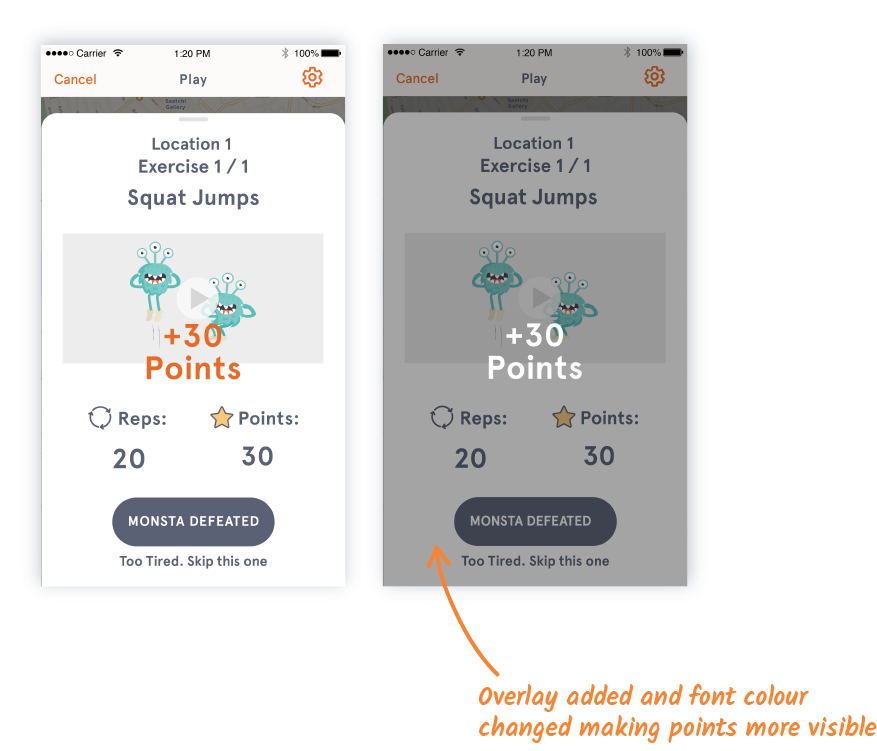 Carrier 1:20 PM 100%
Cancel Play
Saatchi
Gallery
Location 1
Exercise 1 / 1
Squat Jumps
+30
Points
Reps: Points:
20 30
MONSTA DEFEATED
Too Tired. Skip this one
Carrier 1:20 PM 100%
Cancel Play
Saatchi
Gallery
Location 1
Exercise 1 / 1
Squat Jumps
+30
Points
Reps: Points:
20 30
MONSTA DEFEATED
Too Tired. Skip this one
Overlay added and font colour
changed making points more visible